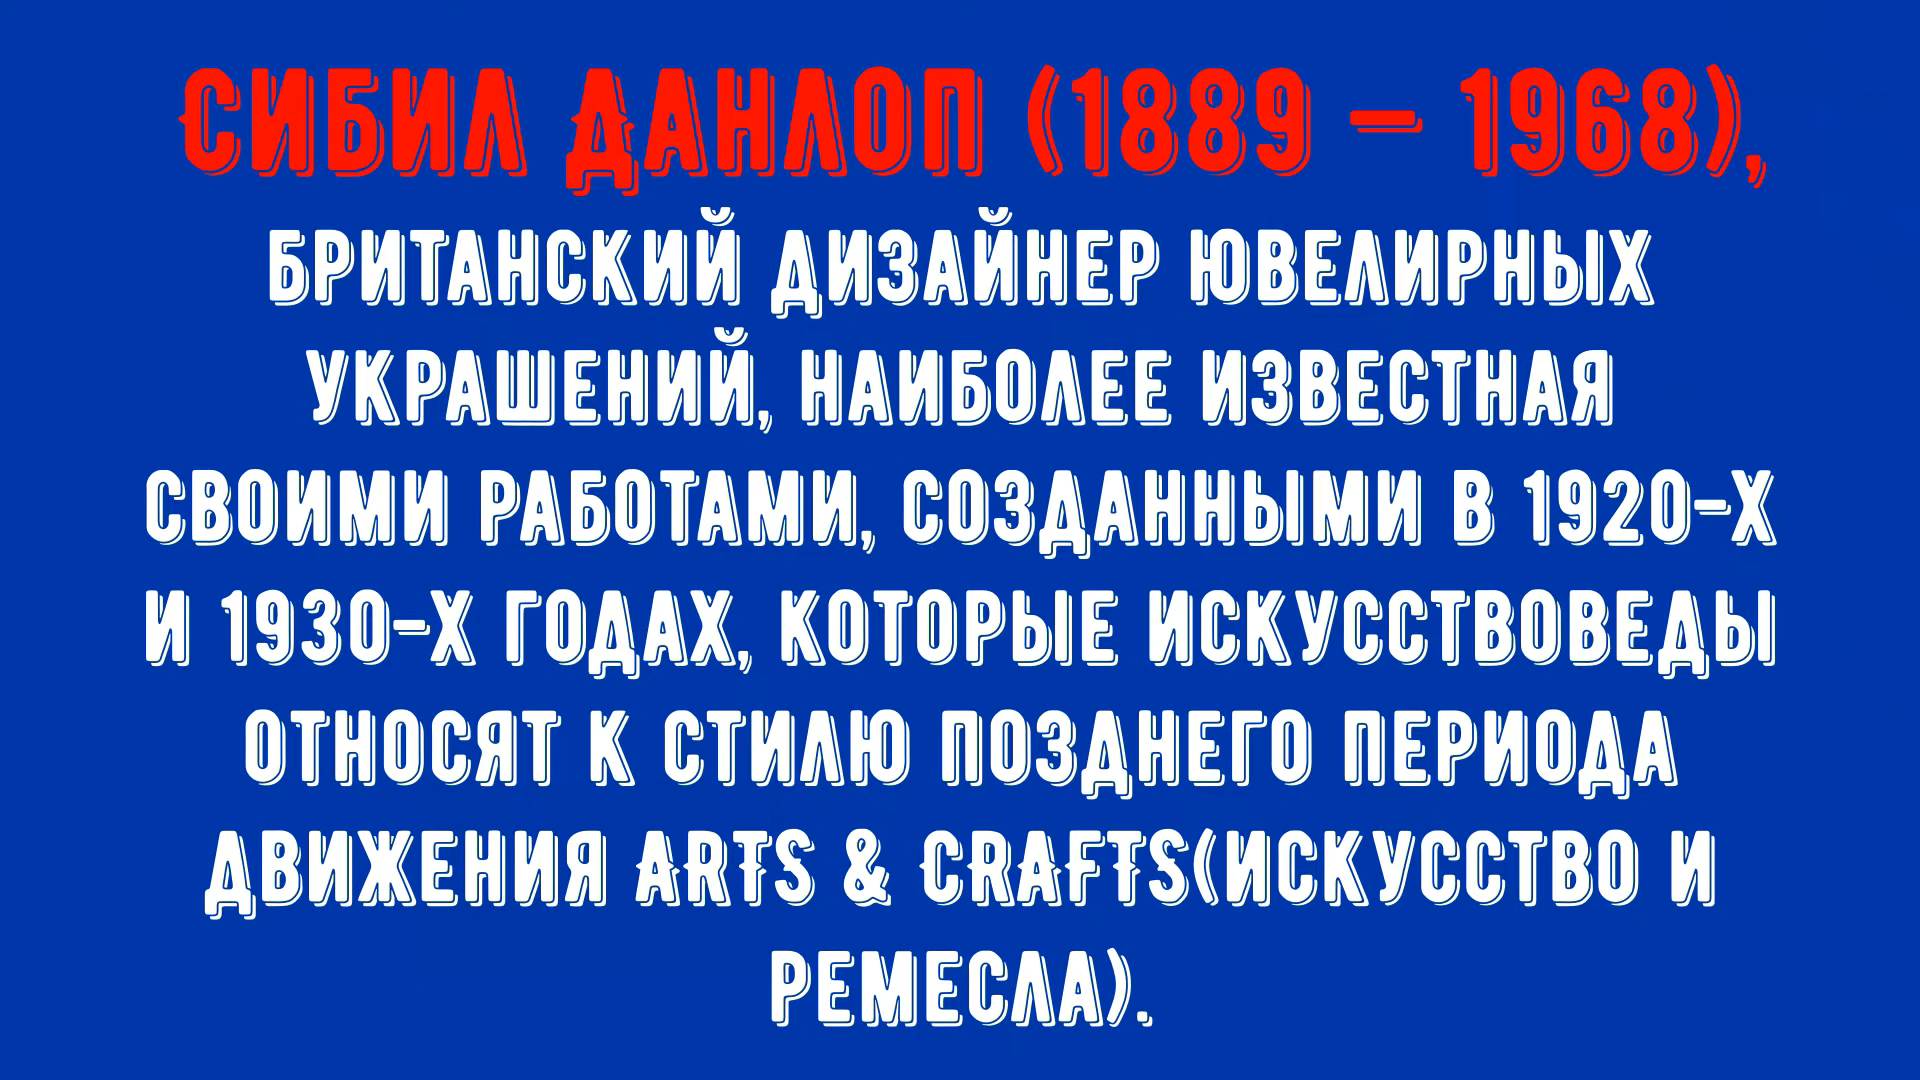 СИБИЛ ДАНЛОП (1889 – 1968),
БРИТАНСКИЙ ДИЗАЙНЕР ЮВЕЛИРНЫХ
УКРАШЕНИЙ, НАИБОЛЕЕ ИЗВЕСТНАЯ
СВОИМИ РАБОТАМИ, СОЗДАННЫМИ В 1920-Х
И 1930-Х ГОДАХ, КОТОРЫЕ ИСКУССТВОВЕДЫ
ОТНОСЯТ К СТИЛЮ ПОЗДНЕГО ПЕРИОДА
ДВИЖЕНИЯ ARTS & CRAFTS(ИСКУССТВО И
РЕМЕСЛА).